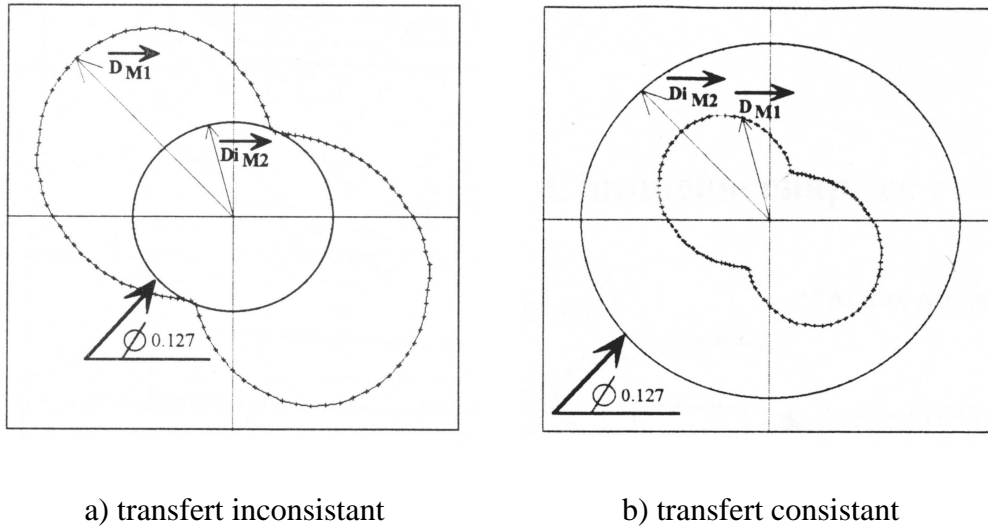 D M1
Di M2
∅ 0.127
Di M2
D M1
∅ 0.127
a) transfert inconsistant
b) transfert consistant